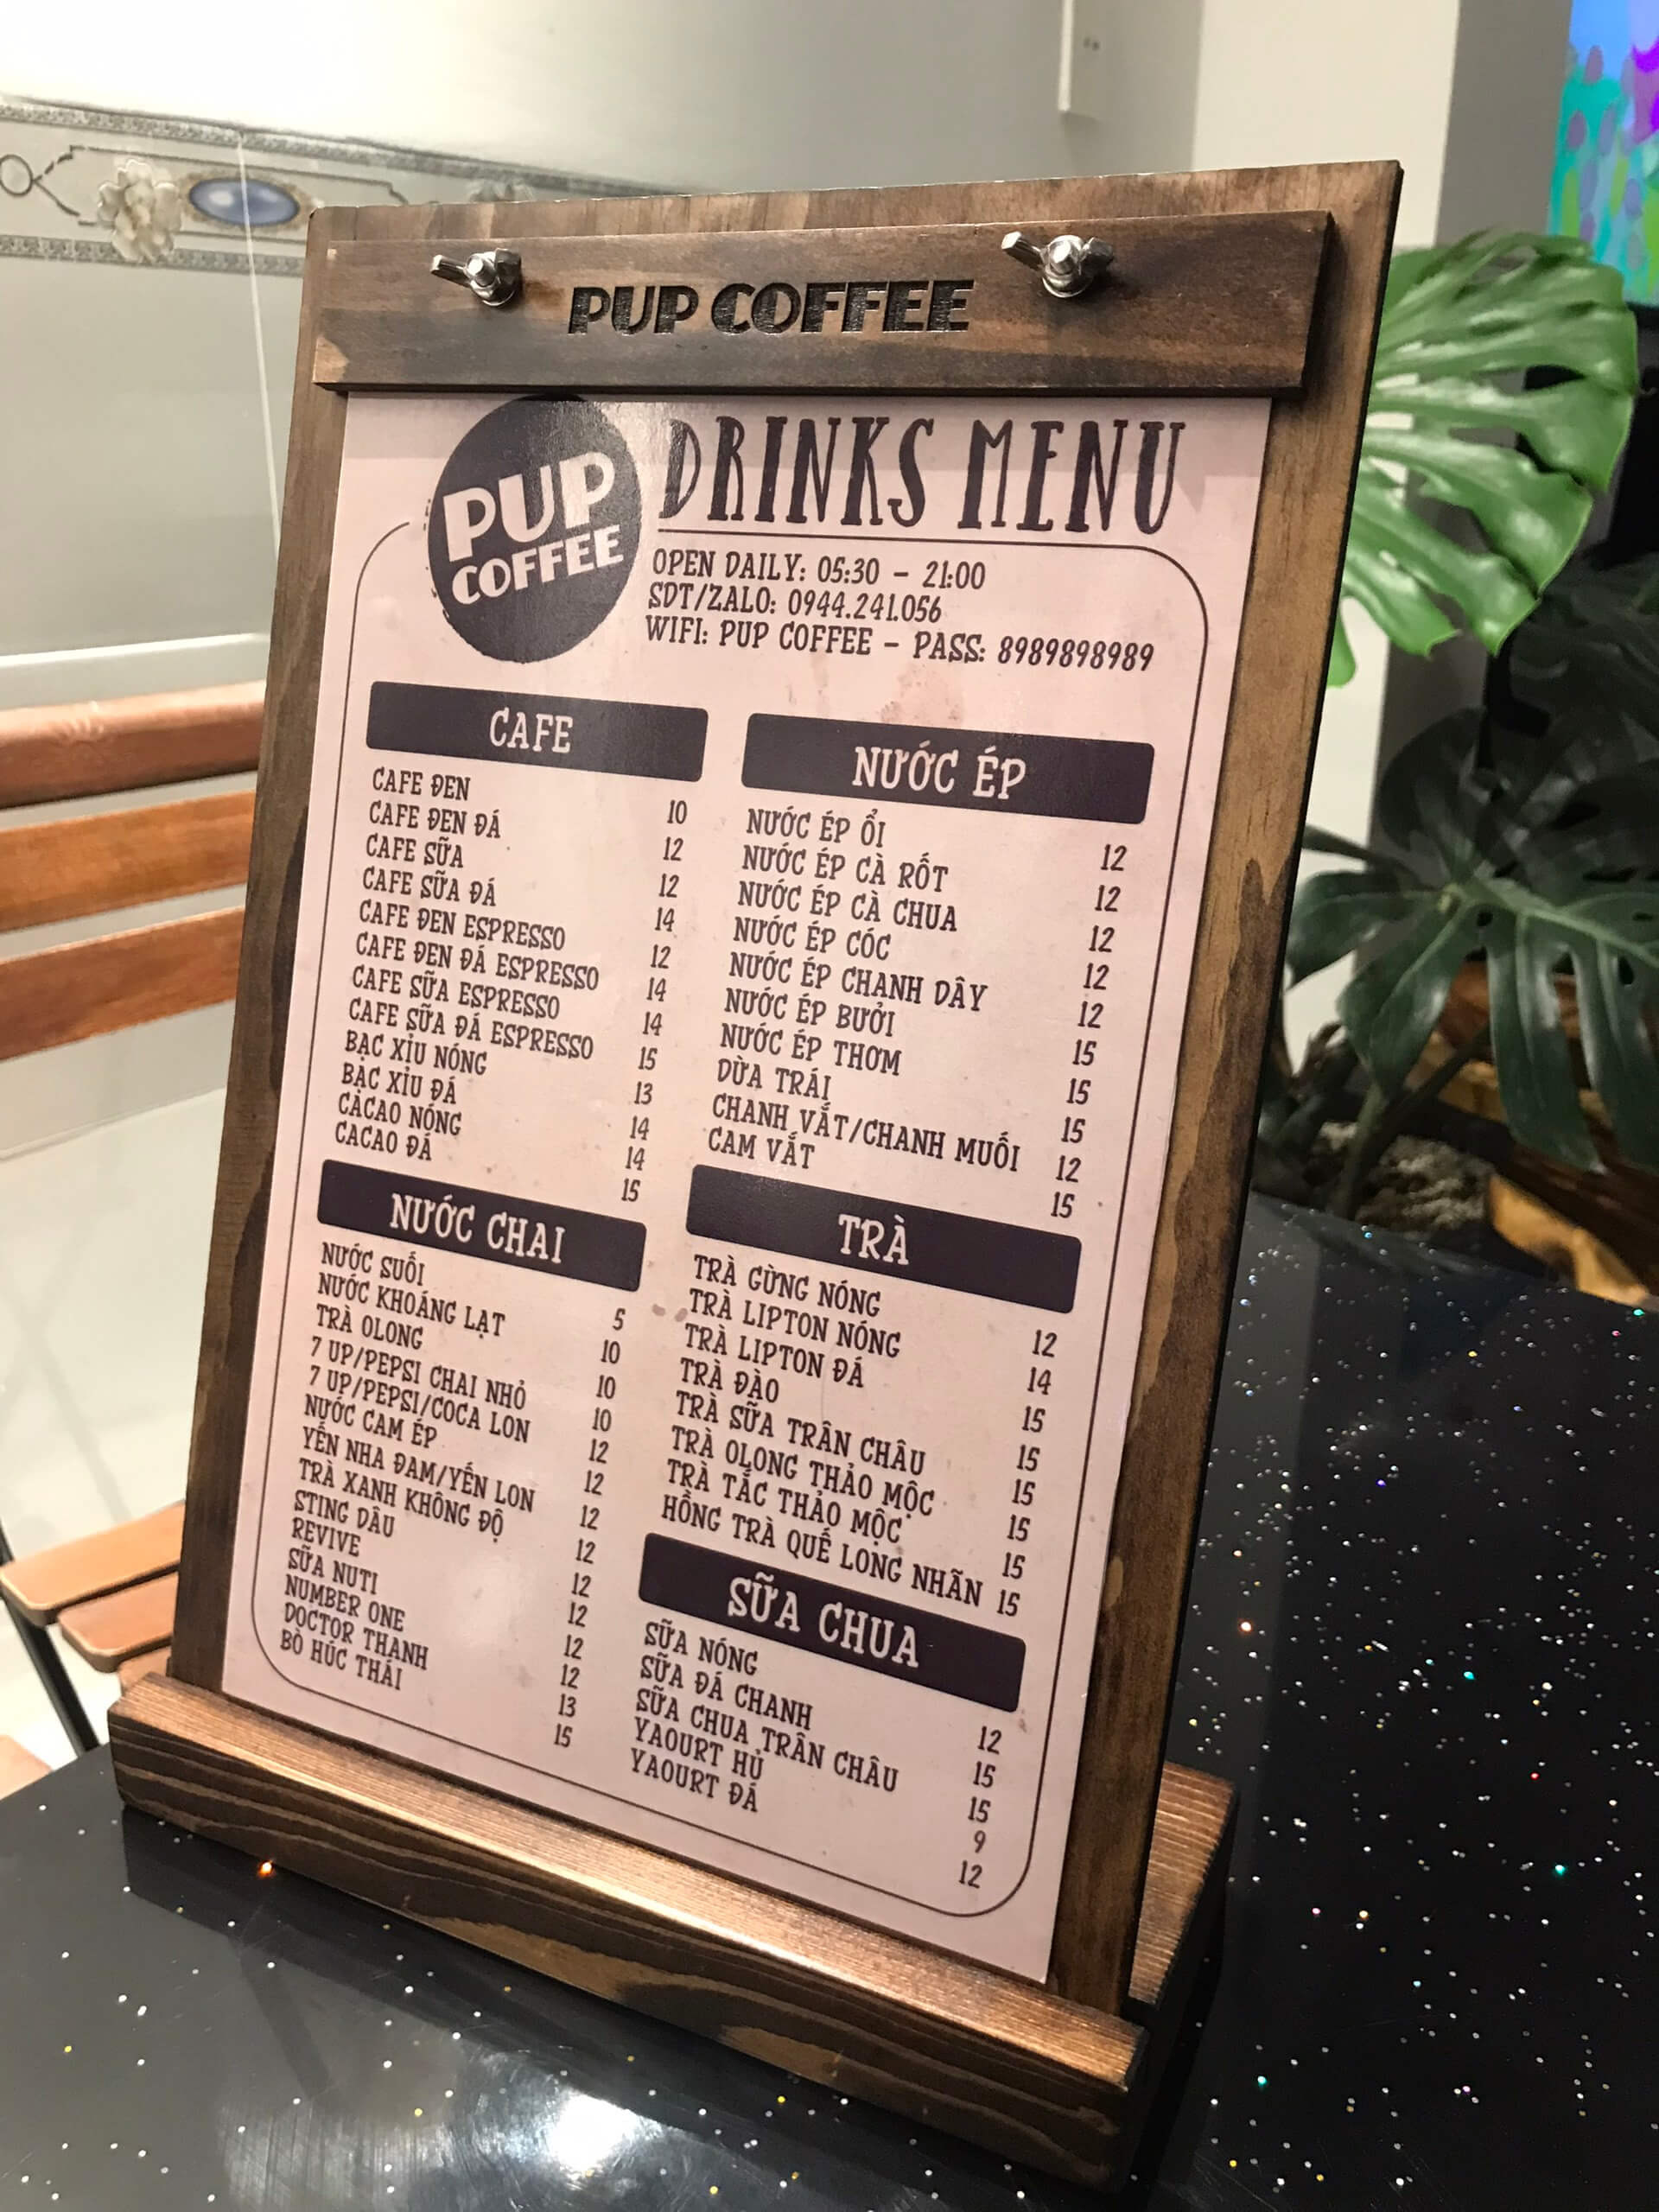 PUP COFFEE
PUP
COFFEE
DRINKS MENU
OPEN DAILY: 05:30 - 21:00
SDT/ZALO: 0944.241.056
WIFI: PUP COFFEE - PASS: 8989898989
CAFE
CAFE ĐEN 10
CAFE ĐEN ĐÁ 12
CAFE SỮA 12
CAFE SỮA ĐÁ 14
CAFE ĐEN ESPRESSO 12
CAFE ĐEN ĐÁ ESPRESSO 14
CAFE SỮA ESPRESSO 14
CAFE SỮA ĐÁ ESPRESSO 15
BẠC XỈU NÓNG 13
BẠC XỈU ĐÁ 14
CACAO NÓNG 14
CACAO ĐÁ 15
NƯỚC CHAI
NƯỚC SUỐI 5
NƯỚC KHOÁNG LẠT 10
TRÀ OLONG 10
7 UP/PEPSI CHAI NHỎ 10
7 UP/PEPSI/COCA LON 12
NƯỚC CAM ÉP 12
YẾN NHA ĐAM/YẾN LON 12
TRÀ XANH KHÔNG ĐỘ 12
STING DÂU 12
REVIVE 12
SỮA NUTI 12
NUMBER ONE 12
DOCTOR THANH 13
BÒ HÚC THÁI 15
NƯỚC ÉP
NƯỚC ÉP ỔI 12
NƯỚC ÉP CÀ RỐT 12
NƯỚC ÉP CÀ CHUA 12
NƯỚC ÉP CÓC 12
NƯỚC ÉP CHANH DÂY 12
NƯỚC ÉP BƯỞI 15
NƯỚC ÉP THƠM 15
DỪA TRÁI 15
CHANH VẮT/CHANH MUỐI 12
CAM VẮT 15
TRÀ
TRÀ GỪNG NÓNG 12
TRÀ LIPTON NÓNG 14
TRÀ LIPTON ĐÁ 15
TRÀ ĐÀO 15
TRÀ SỮA TRÂN CHÂU 15
TRÀ OLONG THẢO MỘC 15
TRÀ TẮC THẢO MỘC 15
HỒNG TRÀ QUẾ LONG NHÃN 15
SỮA CHUA
SỮA NÓNG 12
SỮA ĐÁ CHANH 15
SỮA CHUA TRÂN CHÂU 15
YAOURT HỦ 9
YAOURT ĐÁ 12